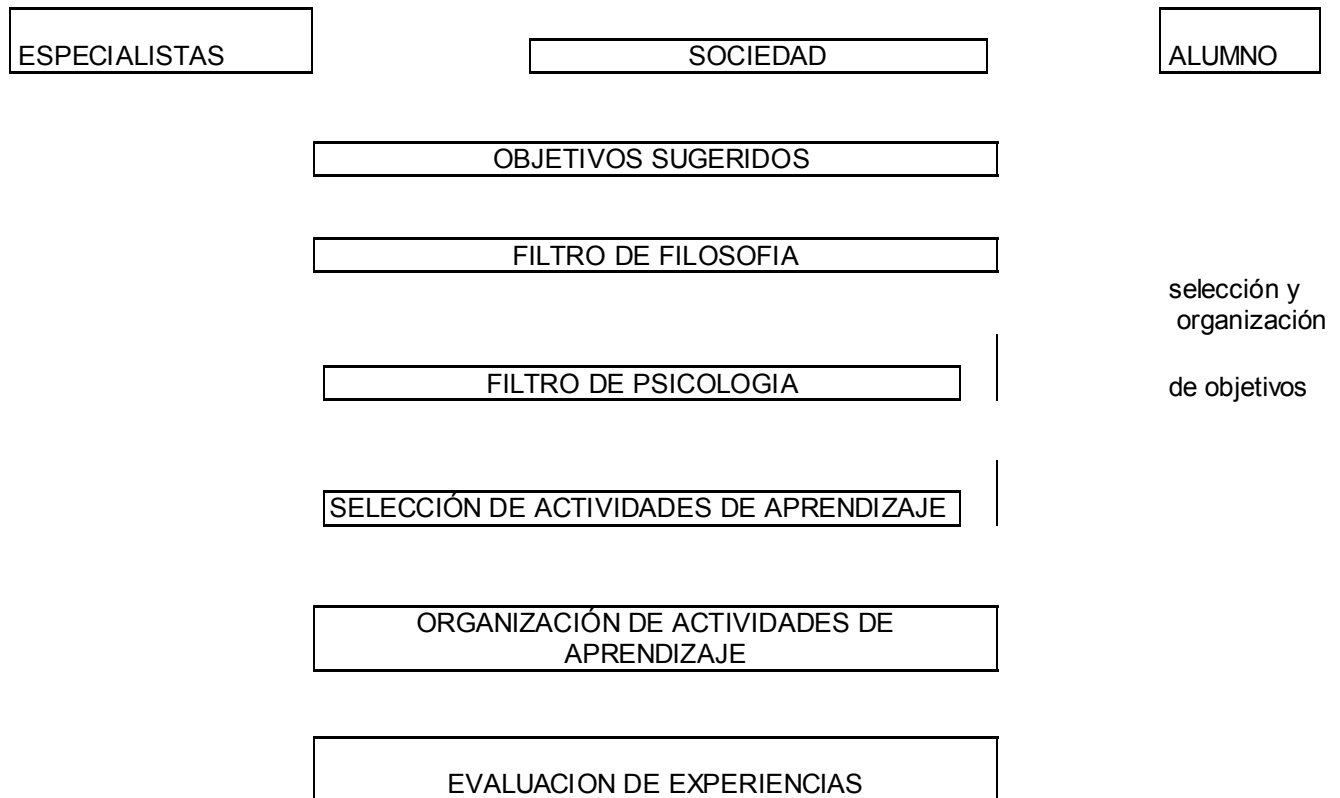 ESPECIALISTAS
SOCIEDAD
ALUMNO
OBJETIVOS SUGERIDOS
FILTRO DE FILOSOFIA
selección y
organización
FILTRO DE PSICOLOGIA
de objetivos
SELECCIÓN DE ACTIVIDADES DE APRENDIZAJE
ORGANIZACIÓN DE ACTIVIDADES DE
APRENDIZAJE
EVALUACION DE EXPERIENCIAS